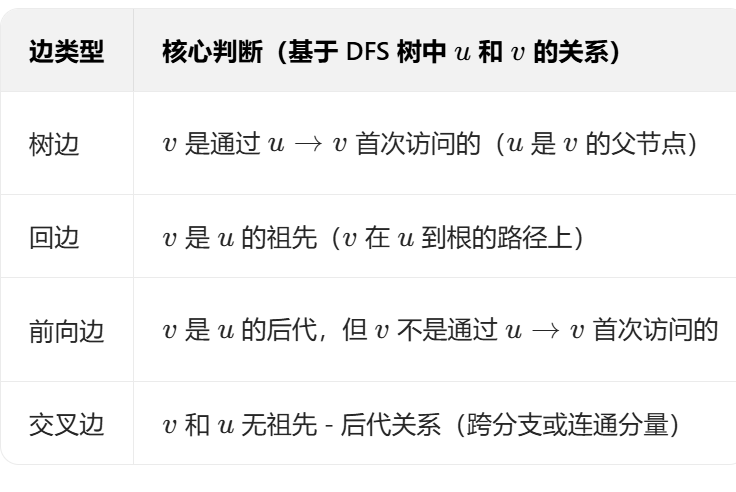 边类型 核心判断（基于 DFS 树中 u 和 v 的关系）
树边 v 是通过 u → v 首次访问的（u 是 v 的父节点）
回边 v 是 u 的祖先（v 在 u 到根的路径上）
前向边 v 是 u 的后代，但 v 不是通过 u → v 首次访问的
交叉边 v 和 u 无祖先 - 后代关系（跨分支或连通分量）